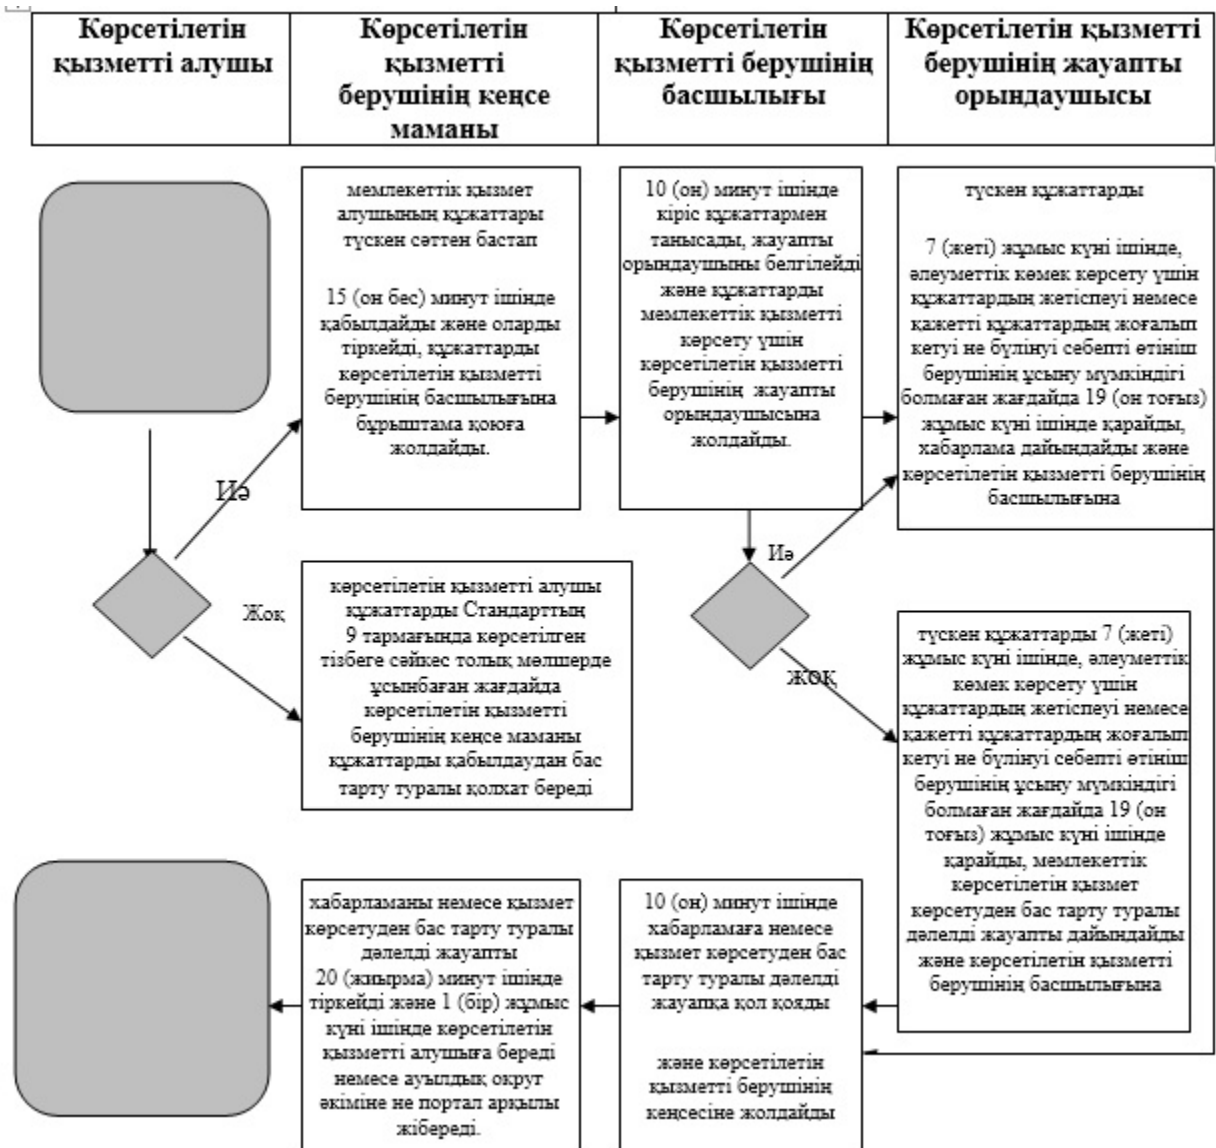 Көрсетілетін
қызметті алушы
Көрсетілетін
қызметті
берушінің кеңсе
маманы
Көрсетілетін
қызметті берушінің
басшылығы
Көрсетілетін қызметті
берушінің жауапты
орындаушысы
мемлекеттік қызмет
алушының құжаттары
түскен сәттен бастап
15 (он бес) минут ішінде
қабылдайды және оларды
тіркейді, құжаттарды
көрсетілетін қызметті
берушінің басшылығына
бұрыштама қоюға
жолдайды.
10 (он) минут ішінде
кіріс құжаттармен
танысады, жауапты
орындаушыны белгілейді
және құжаттарды
мемлекеттік қызметті
көрсету үшін
көрсетілетін қызметті
берушінің жауапты
орындаушысына
жолдайды.
түскен құжаттарды
7 (жеті) жұмыс күні ішінде,
әлеуметтік көмек көрсету үшін
құжаттардың жетіспеуі немесе
қажетті құжаттардың жоғалып
кетуі не бүлінуі себепті өтініш
берушінің ұсыну мүмкіндігі
болмаған жағдайда 19 (он тоғыз)
жұмыс күні ішінде қарайды,
хабарлама дайындайды және
көрсетілетін қызметті берушінің
басшылығына
Иә
Иә
Жоқ
көрсетілетін қызметті алушы
құжаттарды Стандарттың
9 тармағында көрсетілген
тізбеге сәйкес толық мөлшерде
ұсынбаған жағдайда
көрсетілетін қызметті
берушінің кеңсе маманы
құжаттарды қабылдаудан бас
тарту туралы қолхат береді
жоқ
түскен құжаттарды 7 (жеті)
жұмыс күні ішінде, әлеуметтік
көмек көрсету үшін
құжаттардың жетіспеуі немесе
қажетті құжаттардың жоғалып
кетуі не бүлінуі себепті өтініш
берушінің ұсыну мүмкіндігі
болмаған жағдайда 19 (он
тоғыз) жұмыс күні ішінде
қарайды, мемлекеттік
көрсетілетін қызмет
көрсетуден бас тарту туралы
дәлелді жауапты дайындайды
және көрсетілетін қызметті
берушінің басшылығына
хабарламаны немесе қызмет
көрсетуден бас тарту туралы
дәлелді жауапты
20 (жиырма) минут ішінде
тіркейді және 1 (бір) жұмыс
күні ішінде көрсетілетін
қызметті алушыға береді
немесе ауылдық округ
әкіміне не портал арқылы
жібереді.
10 (он) минут ішінде
хабарламаға немесе
қызмет көрсетуден бас
тарту туралы дәлелді
жауапқа қол қояды
және көрсетілетін
қызметті берушінің
кеңсесіне жолдайды